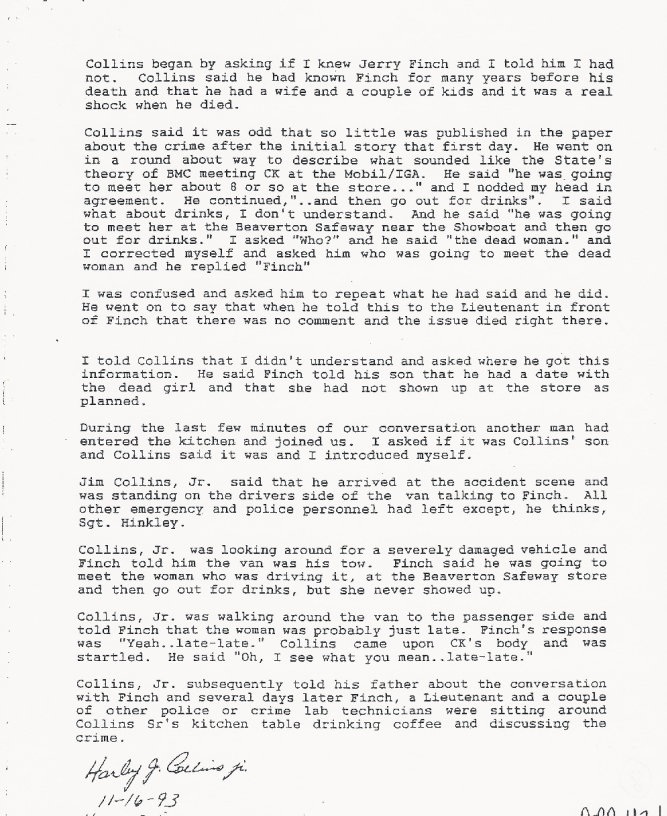 Collins began by asking if I knew Jerry Finch and I told him I had
not.  Collins said he had known Finch for many years before his
death and that he had a wife and a couple of kids and it was a real
shock when he died.
Collins said it was odd that so little was published in the paper
about the crime after the initial story that first day.  He went on
in a round about way to describe what sounded like the State's
theory of BMC meeting CK at the Mobil/IGA.  He said "he was going
to meet her about 8 or so at the store..." and I nodded my head in
agreement.  He continued,"..and then go out for drinks".  I said
what about drinks, I don't understand.  And he said "he was going
to meet her at the Beaverton Safeway near the Showboat and then go
out for drinks."  I asked "Who?" and he said "the dead woman." and
I corrected myself and asked him who was going to meet the dead
woman and he replied "Finch"
I was confused and asked him to repeat what he had said and he did.
He went on to say that when he told this to the Lieutenant in front
of Finch that there was no comment and the issue died right there.
I told Collins that I didn't understand and asked where he got this
information.  He said Finch told his son that he had a date with
the dead girl and that she had not shown up at the store as
planned.
During the last few minutes of our conversation another man had
entered the kitchen and joined us.  I asked if it was Collins' son
and Collins said it was and I introduced myself.
Jim Collins, Jr.  said that he arrived at the accident scene and
was standing on the drivers side of the  van talking to Finch.  All
other emergency and police personnel had left except, he thinks,
Sgt. Hinkley.
Collins, Jr.  was looking around for a severely damaged vehicle and
Finch told him the van was his tow.  Finch said he was going to
meet the woman who was driving it, at the Beaverton Safeway store
and then go out for drinks, but she never showed up.
Collins, Jr. was walking around the van to the passenger side and
told Finch that the woman was probably just late.  Finch's response
was "Yeah..late-late." Collins came upon CK's body and was
startled.  He said "Oh, I see what you mean..late-late."
Collins, Jr. subsequently told his father about the conversation
with Finch and several days later Finch, a Lieutenant and a couple
of other police or crime lab technicians were sitting around
Collins Sr's kitchen table drinking coffee and discussing the
crime.
Harley J. Collins jr.
11-16-93